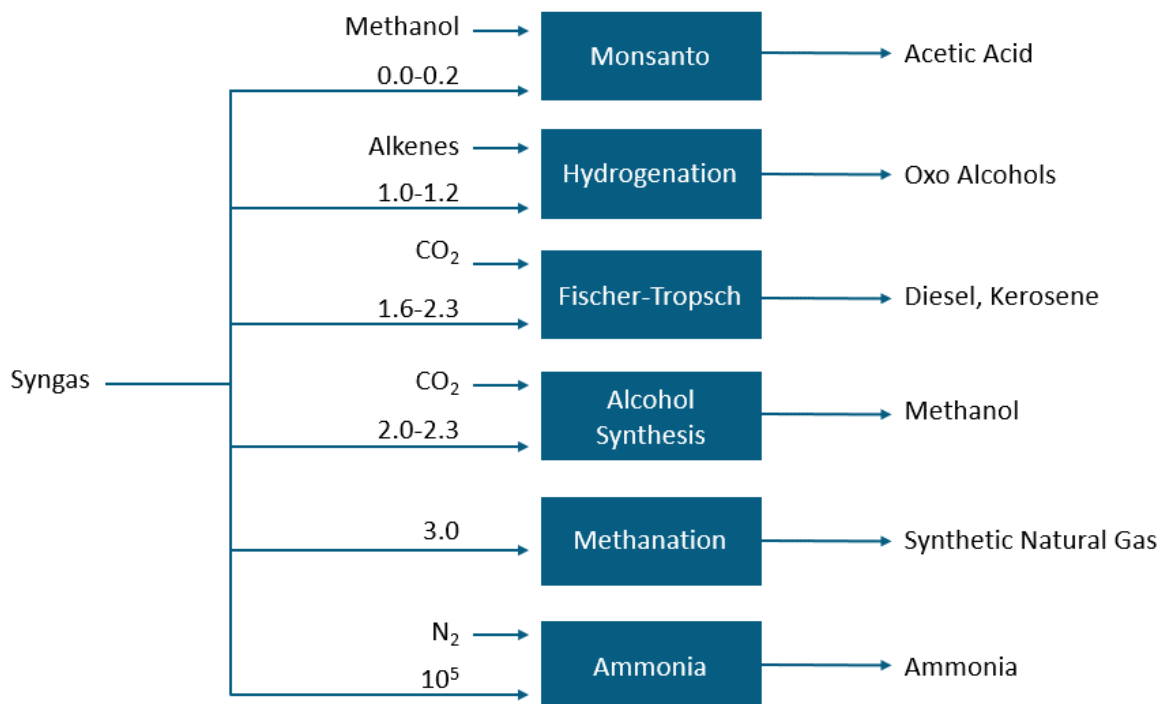 Methanol
Monsanto
Acetic Acid
0.0-0.2
Alkenes
Hydrogenation
Oxo Alcohols
1.0-1.2
CO₂
Fischer-Tropsch
Diesel, Kerosene
1.6-2.3
Syngas
CO₂
Alcohol
Synthesis
Methanol
2.0-2.3
3.0
Methanation
Synthetic Natural Gas
N₂
Ammonia
Ammonia
10⁵